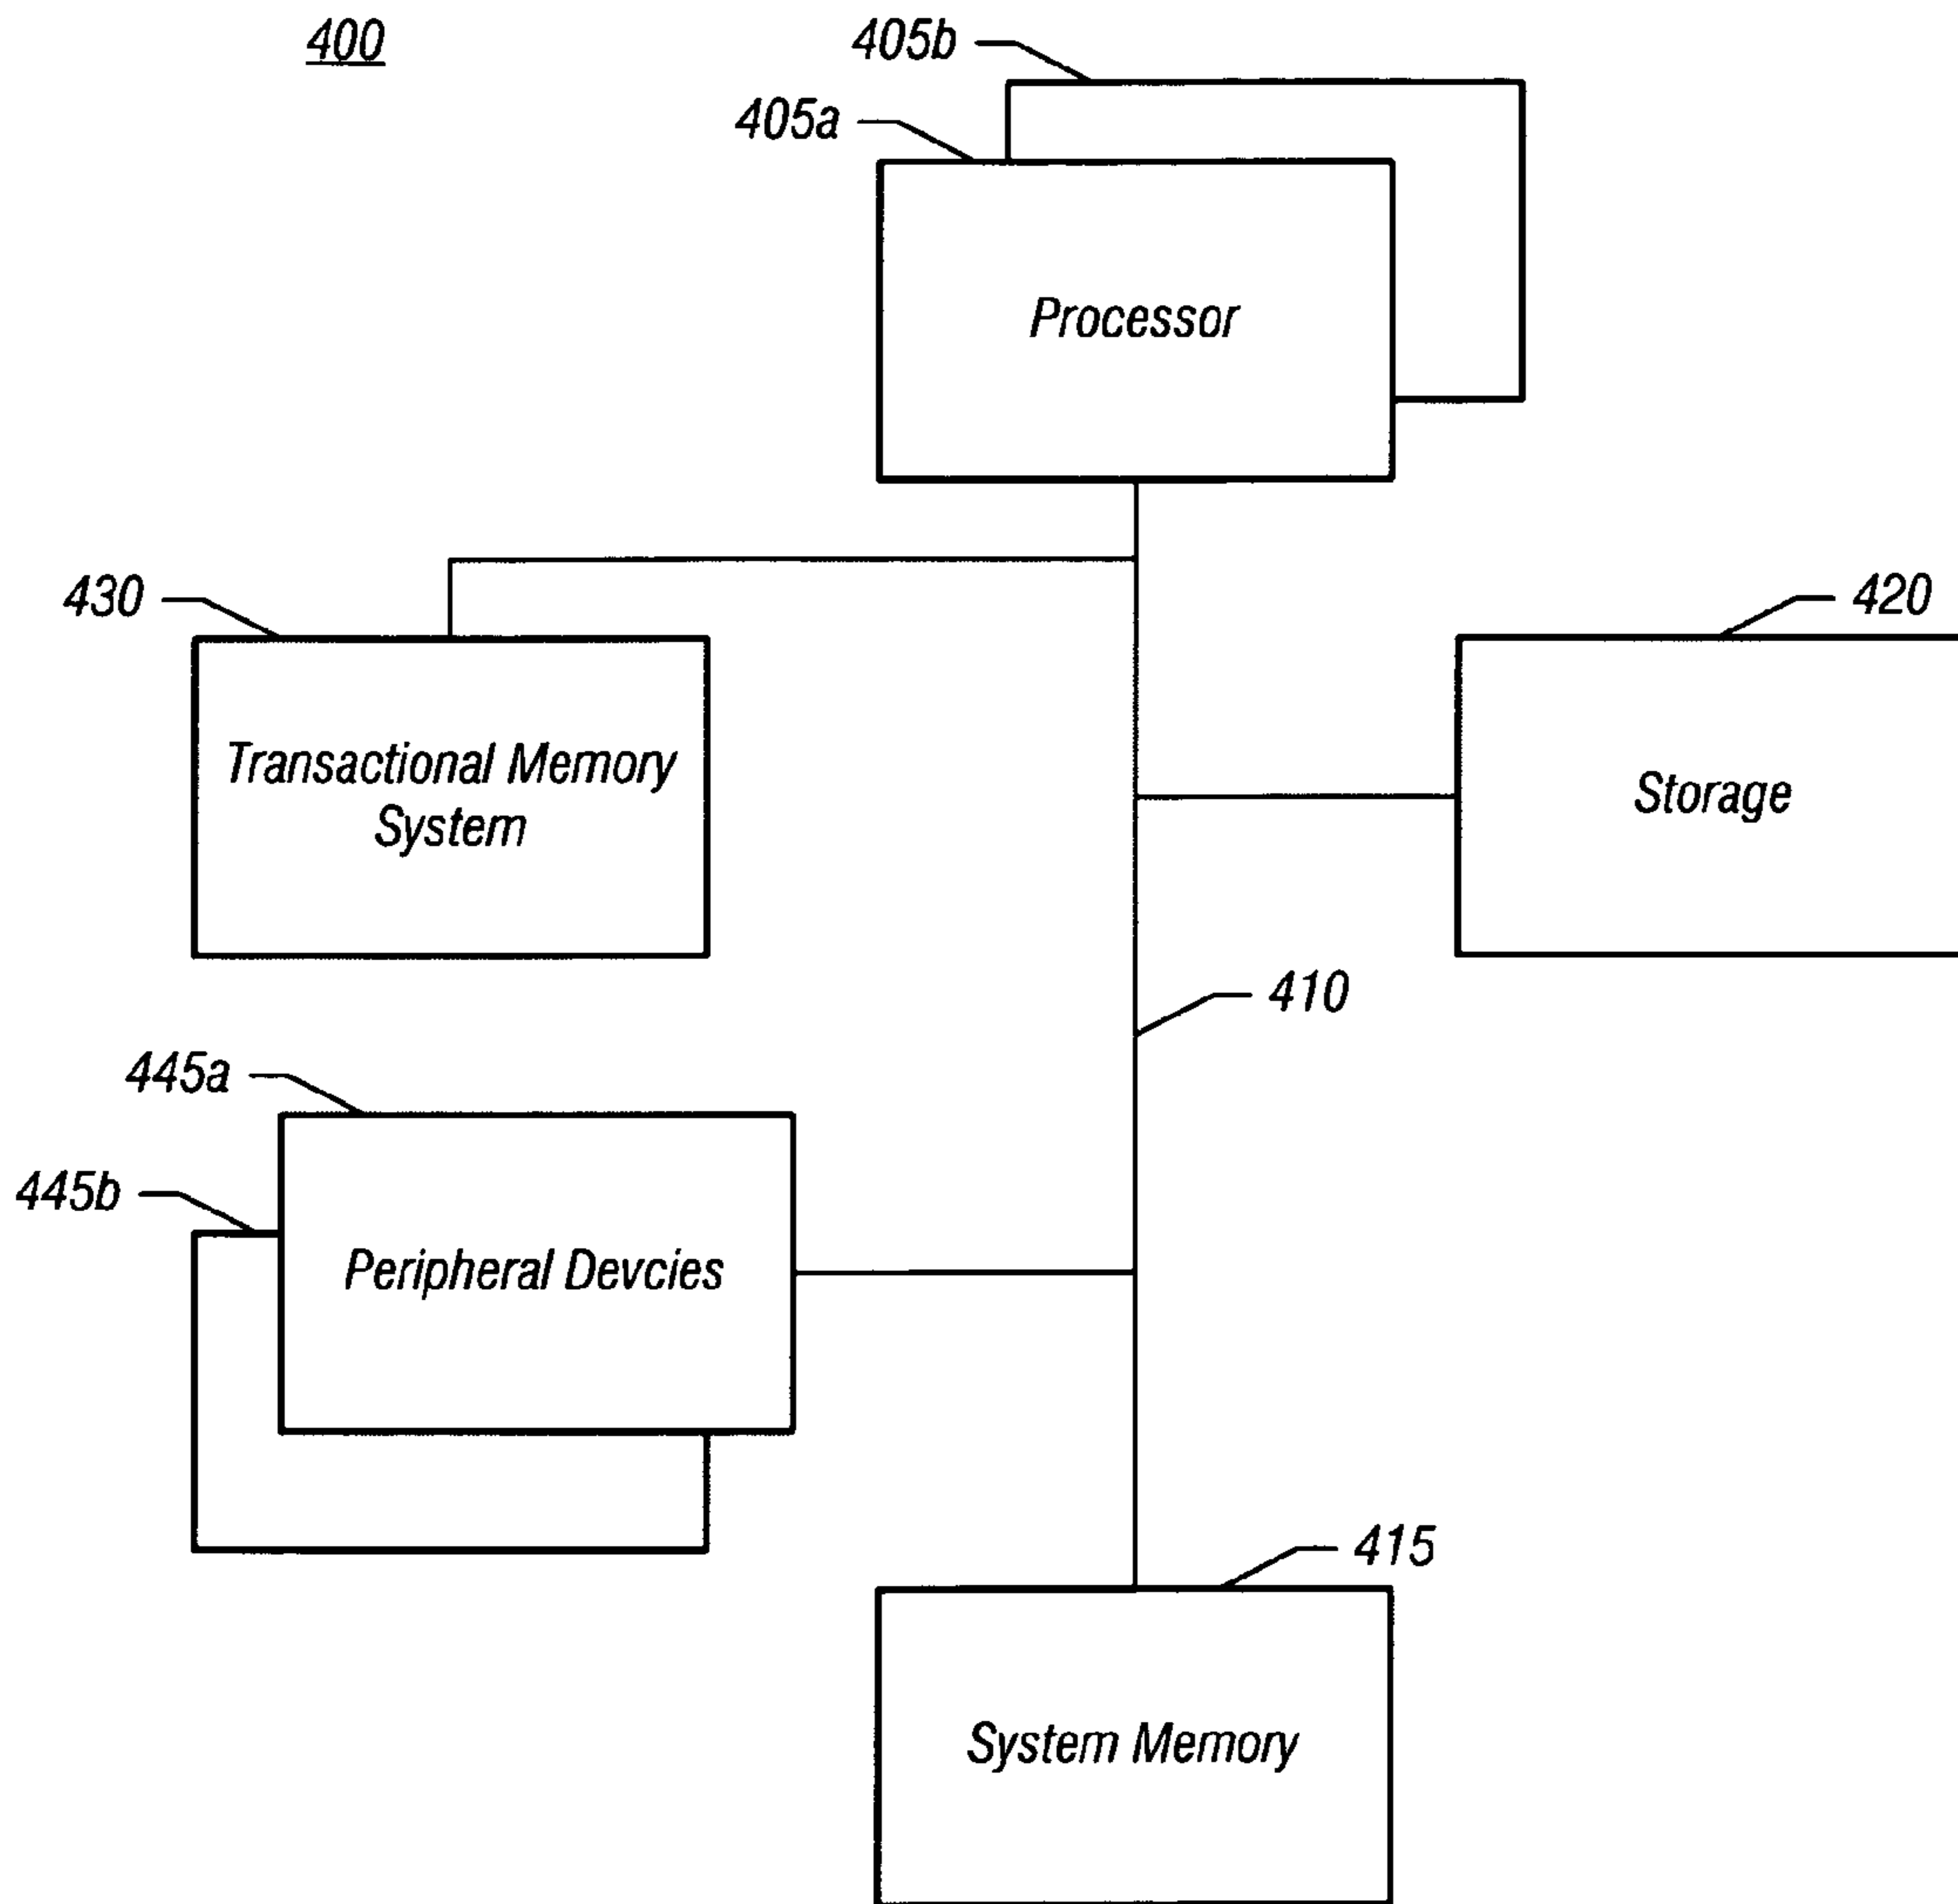 400
405b
405a
Processor
430
420
Transactional Memory
System
Storage
410
445a
445b
Peripheral Devcies
415
System Memory